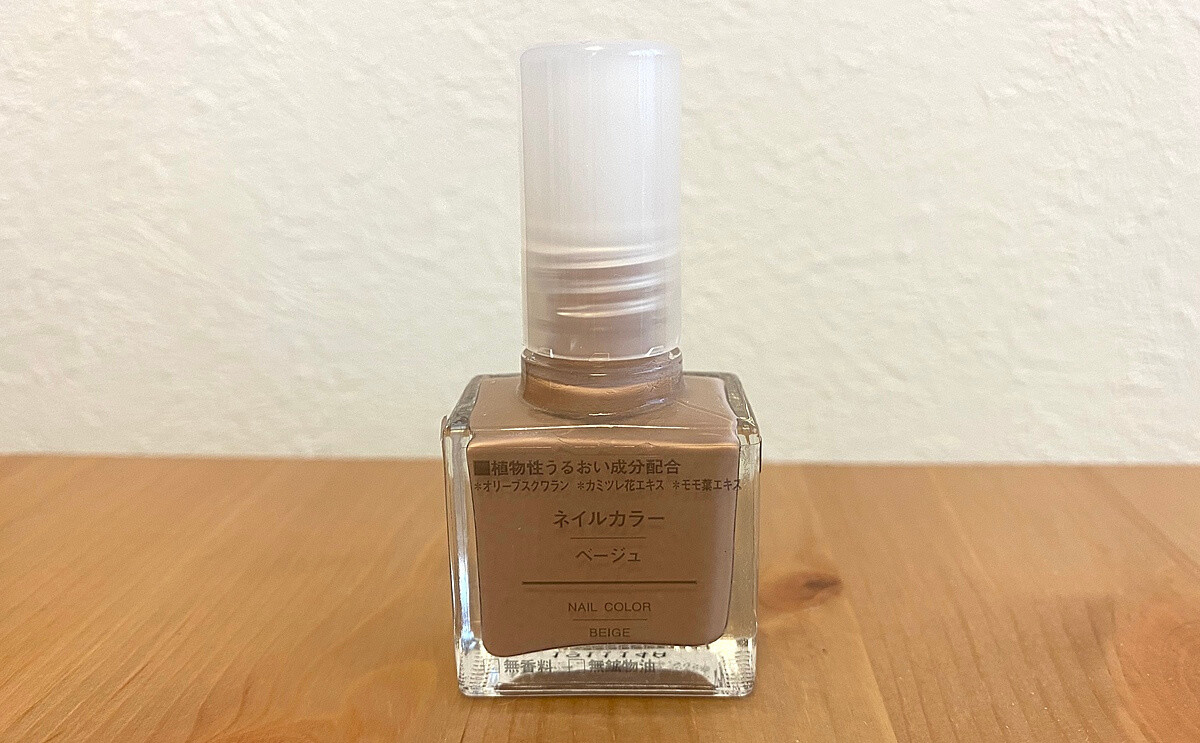 ■植物性うるおい成分配合
*オリーブスクワラン *カミツレ花エキス *モモ葉エキス
ネイルカラー
ベージュ
NAIL COLOR
BEIGE
無香料 無鉱物油